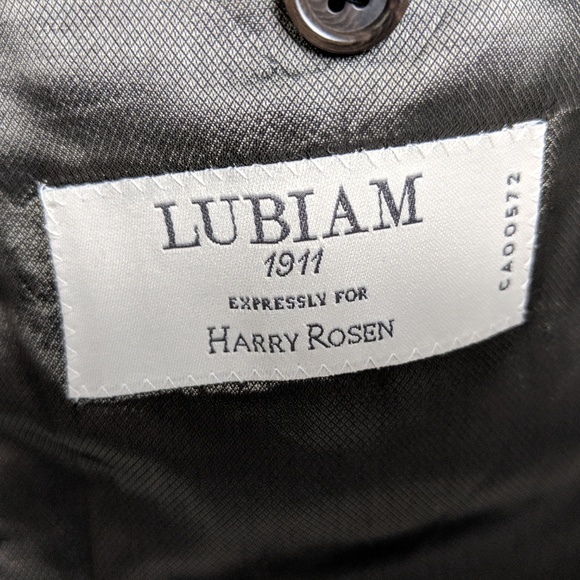 LUBIAM
1911
EXPRESSLY FOR
HARRY ROSEN
CA00572